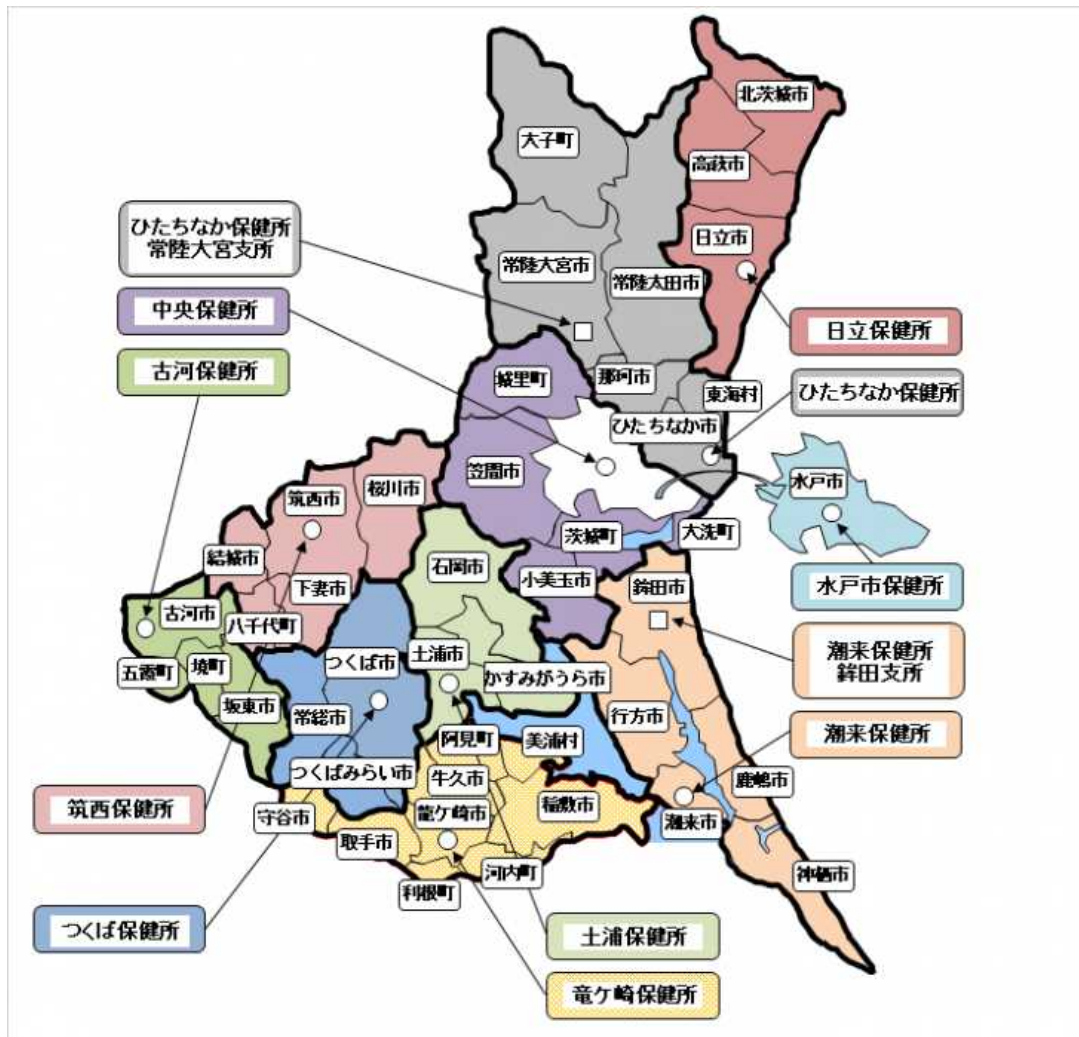 北茨城市
大子町
高萩市
ひたちなか保健所
常陸大宮支所
日立市
常陸大宮市
常陸太田市
中央保健所
日立保健所
古河保健所
城里町
那珂市
東海村
ひたちなか保健所
ひたちなか市
笠間市
桜川市
水戸市
筑西市
茨城町
大洗町
結城市
石岡市
小美玉市
下妻市
鉾田市
水戸市保健所
古河市
八千代町
土浦市
つくば市
潮来保健所
鉾田支所
五霞町
境町
かすみがうら市
坂東市
常総市
行方市
阿見町
美浦村
潮来保健所
つくばみらい市
牛久市
鹿嶋市
筑西保健所
守谷市
龍ケ崎市
稲敷市
潮来市
取手市
河内町
神栖市
利根町
つくば保健所
土浦保健所
竜ケ崎保健所